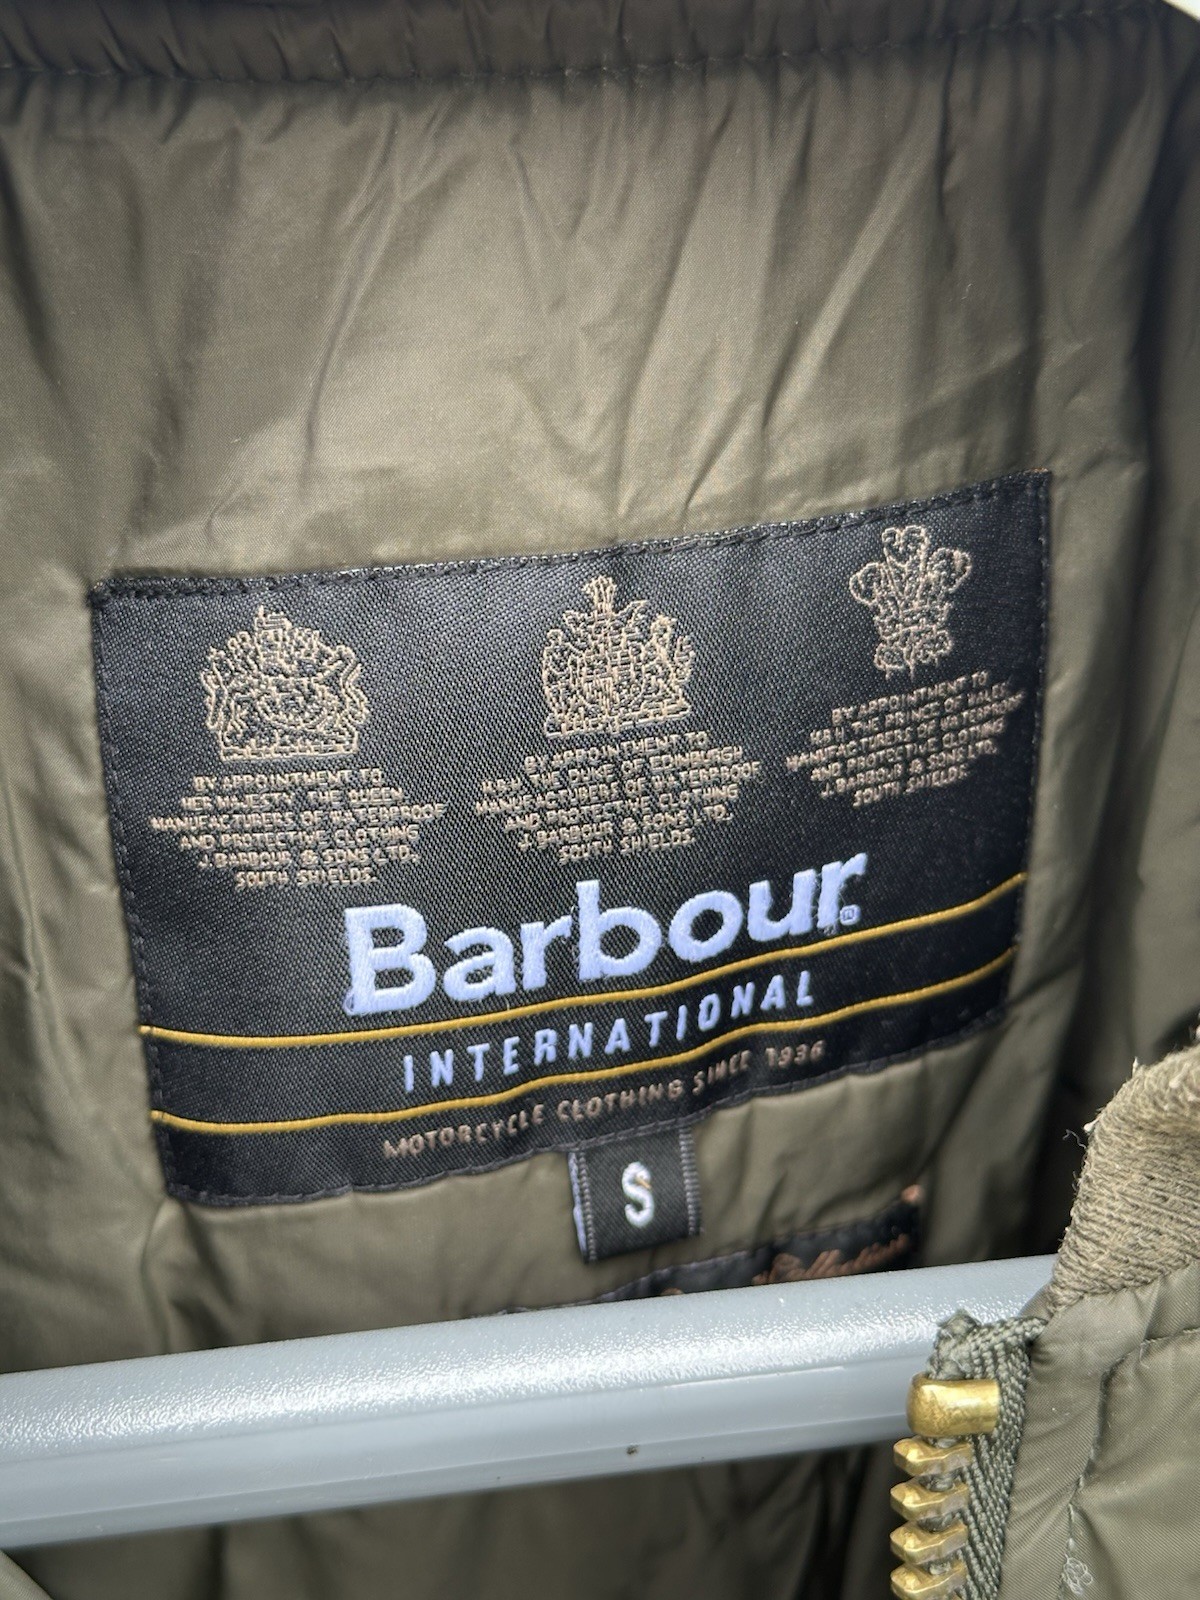 BY APPOINTMENT TO
HER MAJESTY THE QUEEN
MANUFACTURERS OF WATERPROOF
AND PROTECTIVE CLOTHING
J. BARBOUR & SONS LTD.
SOUTH SHIELDS.
BY APPOINTMENT TO
H.R.H. THE DUKE OF EDINBURGH
MANUFACTURERS OF WATERPROOF
AND PROTECTIVE CLOTHING
J. BARBOUR & SONS LTD.
SOUTH SHIELDS.
BY APPOINTMENT TO
H.R.H. THE PRINCE OF WALES
MANUFACTURERS OF WATERPROOF
AND PROTECTIVE CLOTHING
J. BARBOUR & SONS LTD.
SOUTH SHIELDS.
Barbour®
INTERNATIONAL
MOTORCYCLE CLOTHING SINCE 1936
S
Collection